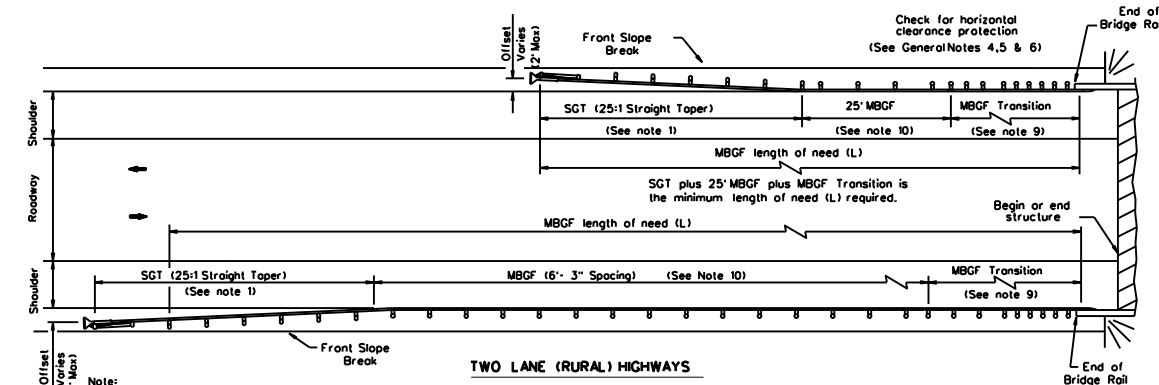 Offset
Varies
(2' Max)
Front Slope
Break
Check for horizontal
clearance protection
(See General Notes 4,5 & 6)
End of
Bridge Ra
Shoulder
SGT (25:1 Straight Taper)
(See note 1)
25' MBGF
(See note 10)
MBGF Transition
(See note 9)
MBGF length of need (L)
SGT plus 25' MBGF plus MBGF Transition is
the minimum length of need (L) required.
Roadway
Begin or end
structure
MBGF length of need (L)
Shoulder
SGT (25:1 Straight Taper)
(See note 1)
MBGF (6'- 3" Spacing) (See Note 10)
MBGF Transition
(See note 9)
Front Slope
Break
Offset
Varies
' Max)
Note:
TWO LANE (RURAL) HIGHWAYS
End of
Bridge Rail